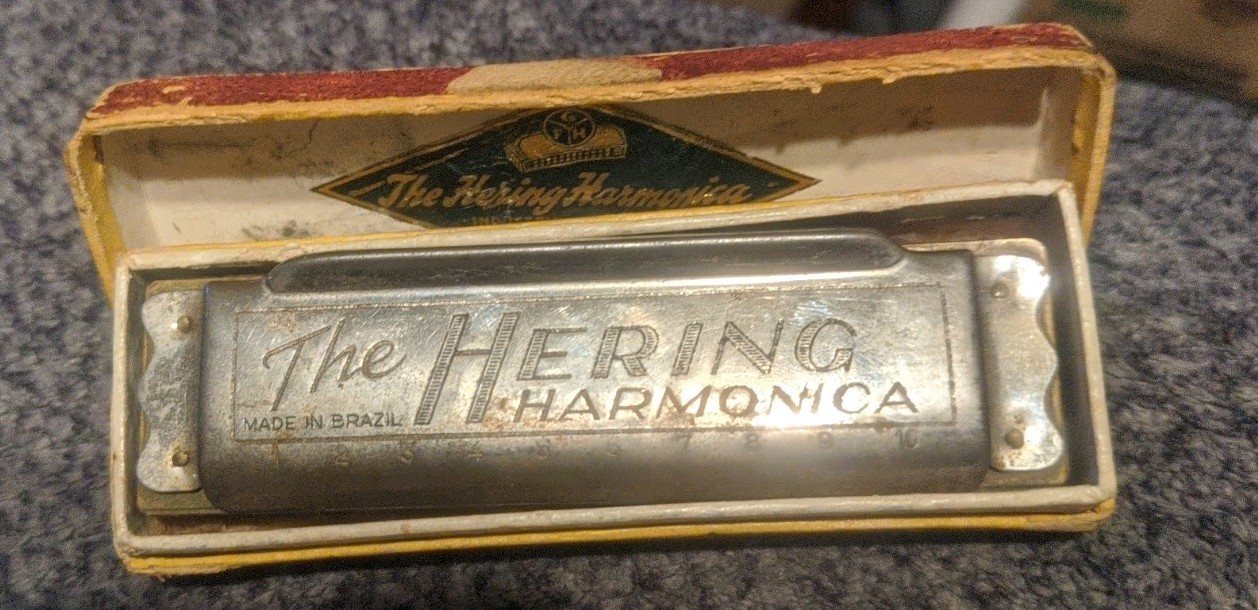 The Hering Harmonica
The HERING
HARMONICA
MADE IN BRAZIL
1 2 3 4 5 6 7 8 9 10